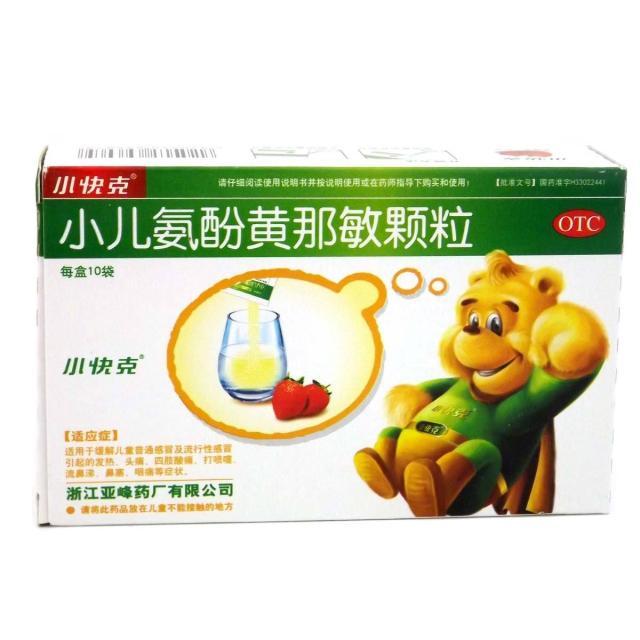 小快克®
请仔细阅读使用说明书并按说明使用或在药师指导下购买和使用!
【批准文号】国药准字H33022441
小儿氨酚黄那敏颗粒
OTC
每盒10袋
小快克®
小快克
小快克
【适应症】
适用于缓解儿童普通感冒及流行性感冒
引起的发热、头痛、四肢酸痛、打喷嚏、
流鼻涕、鼻塞、咽痛等症状。
浙江亚峰药厂有限公司
● 请将此药品放在儿童不能接触的地方